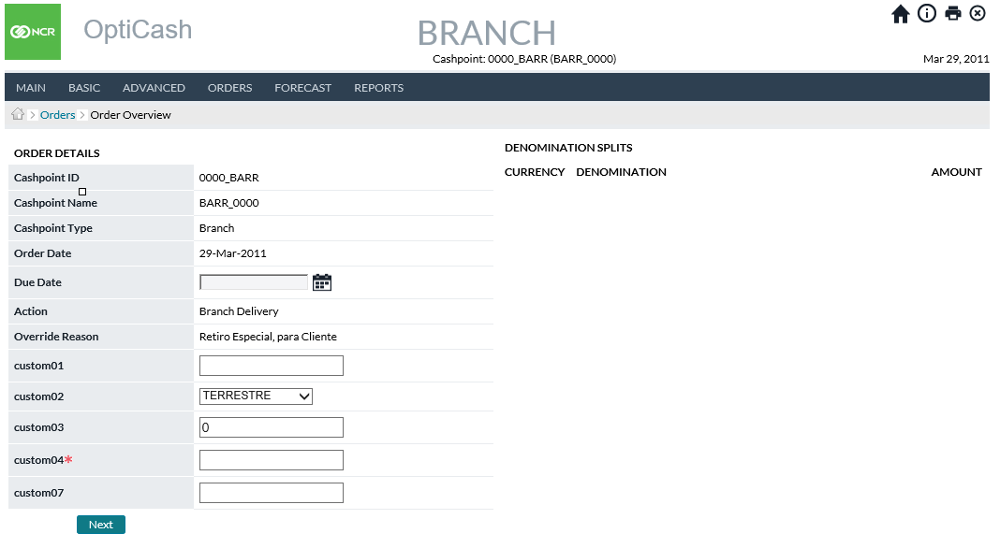 NCR
OptiCash
BRANCH
Cashpoint: 0000_BARR (BARR_0000)
Mar 29, 2011
MAIN BASIC ADVANCED ORDERS FORECAST REPORTS
> Orders > Order Overview
ORDER DETAILS
Cashpoint ID 0000_BARR
Cashpoint Name BARR_0000
Cashpoint Type Branch
Order Date 29-Mar-2011
Due Date
Action Branch Delivery
Override Reason Retiro Especial, para Cliente
custom01
custom02 TERRESTRE
custom03 0
custom04*
custom07
Next
DENOMINATION SPLITS
CURRENCY DENOMINATION AMOUNT